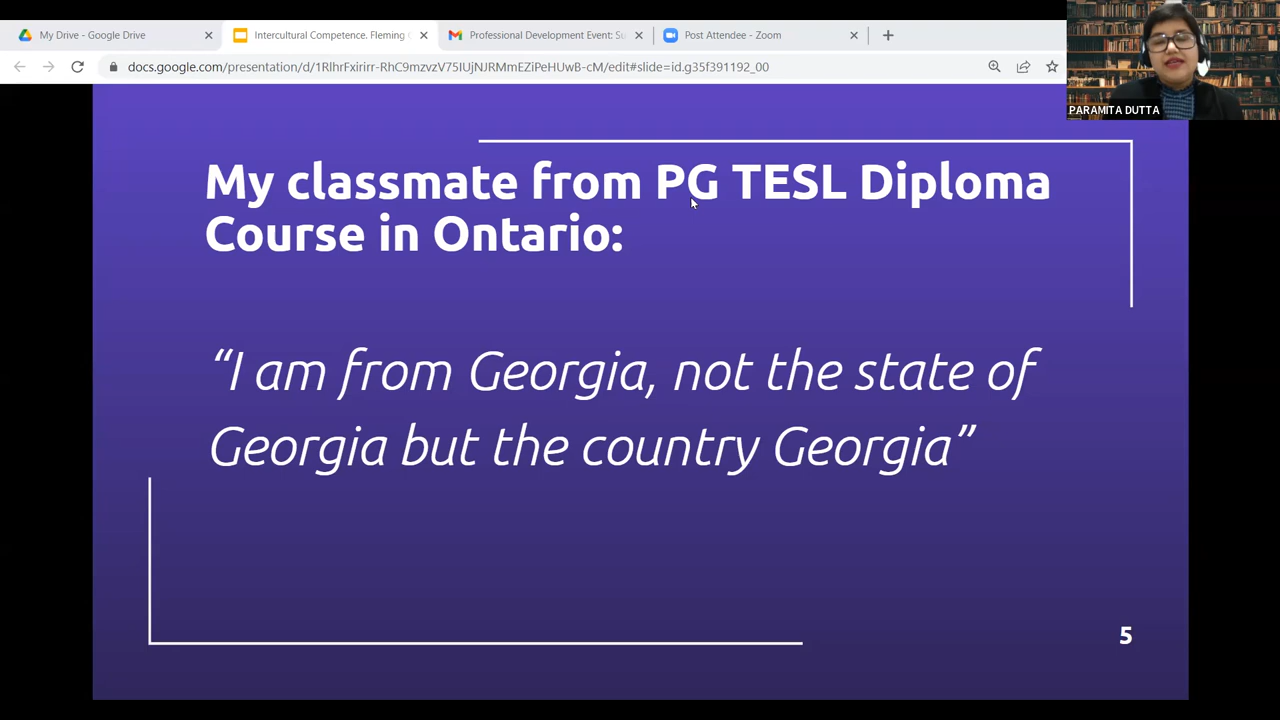 My Drive - Google Drive
Intercultural Competence. Fleming
Professional Development Event: Su
Post Attendee - Zoom
docs.google.com/presentation/d/1RlhrFxirirr-RhC9mzvzV75IUjNJRMmEZiPeHUwB-cM/edit#slide=id.g35f391192_00
PARAMITA DUTTA
My classmate from PG TESL Diploma
Course in Ontario:
“I am from Georgia, not the state of
Georgia but the country Georgia”
5